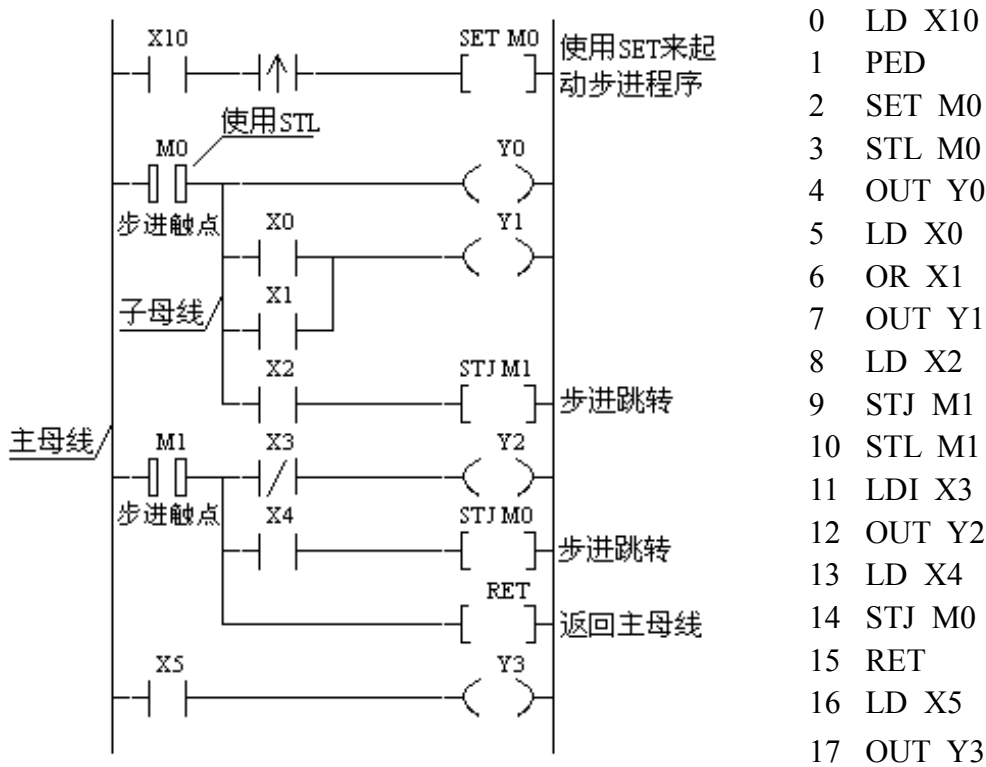 X10
SET M0
使用SET来起
动步进程序
使用STL
M0
Y0
步进触点
X0
Y1
子母线
X1
X2
STJ M1
步进跳转
主母线
M1
X3
Y2
步进触点
X4
STJ M0
步进跳转
RET
返回主母线
X5
Y3
0 LD X10
1 PED
2 SET M0
3 STL M0
4 OUT Y0
5 LD X0
6 OR X1
7 OUT Y1
8 LD X2
9 STJ M1
10 STL M1
11 LDI X3
12 OUT Y2
13 LD X4
14 STJ M0
15 RET
16 LD X5
17 OUT Y3